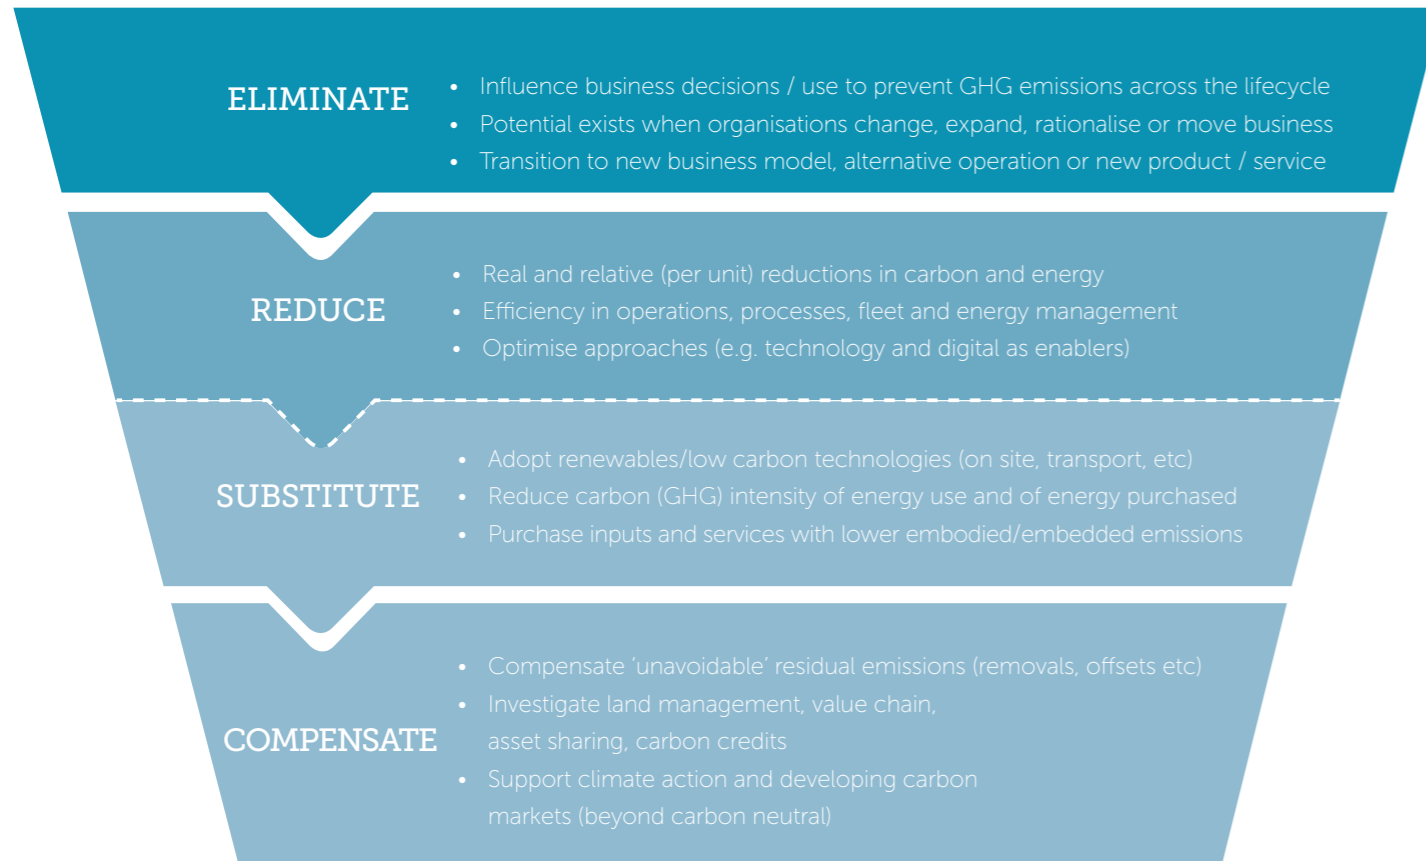 ELIMINATE
• Influence business decisions / use to prevent GHG emissions across the lifecycle
• Potential exists when organisations change, expand, rationalise or move business
• Transition to new business model, alternative operation or new product / service
REDUCE
• Real and relative (per unit) reductions in carbon and energy
• Efficiency in operations, processes, fleet and energy management
• Optimise approaches (e.g. technology and digital as enablers)
SUBSTITUTE
• Adopt renewables/low carbon technologies (on site, transport, etc)
• Reduce carbon (GHG) intensity of energy use and of energy purchased
• Purchase inputs and services with lower embodied/embedded emissions
COMPENSATE
• Compensate ‘unavoidable’ residual emissions (removals, offsets etc)
• Investigate land management, value chain,
asset sharing, carbon credits
• Support climate action and developing carbon
markets (beyond carbon neutral)